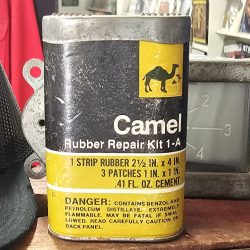 Camel
Rubber Repair Kit 1-A
1 STRIP RUBBER 2½ IN. x 4 IN.
3 PATCHES 1 IN. x 1 IN.
.41 FL. OZ. CEMENT
DANGER: CONTAINS BENZOL AND
PETROLEUM DISTILLATE. EXTREMELY
FLAMMABLE. MAY BE FATAL IF SWAL-
LOWED. READ CAREFULLY CAUTION ON
BACK PANEL.
4
2